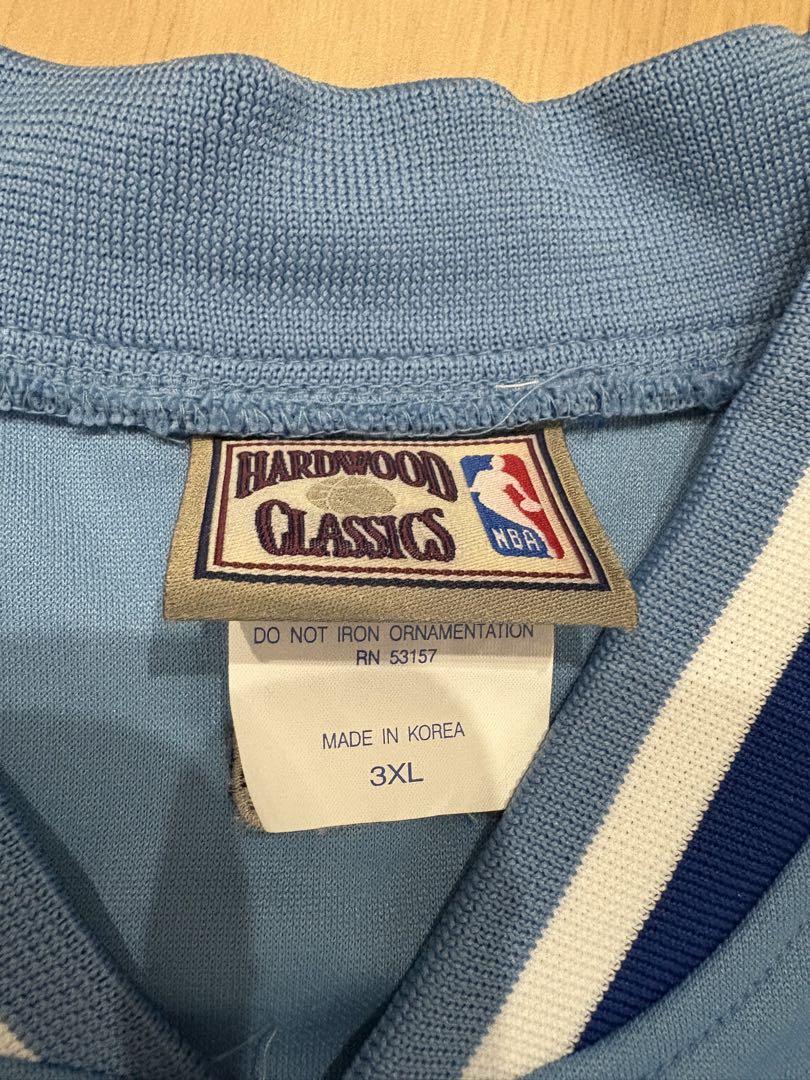 HARDWOOD
CLASSICS
NBA
DO NOT IRON ORNAMENTATION
RN 53157
MADE IN KOREA
3XL